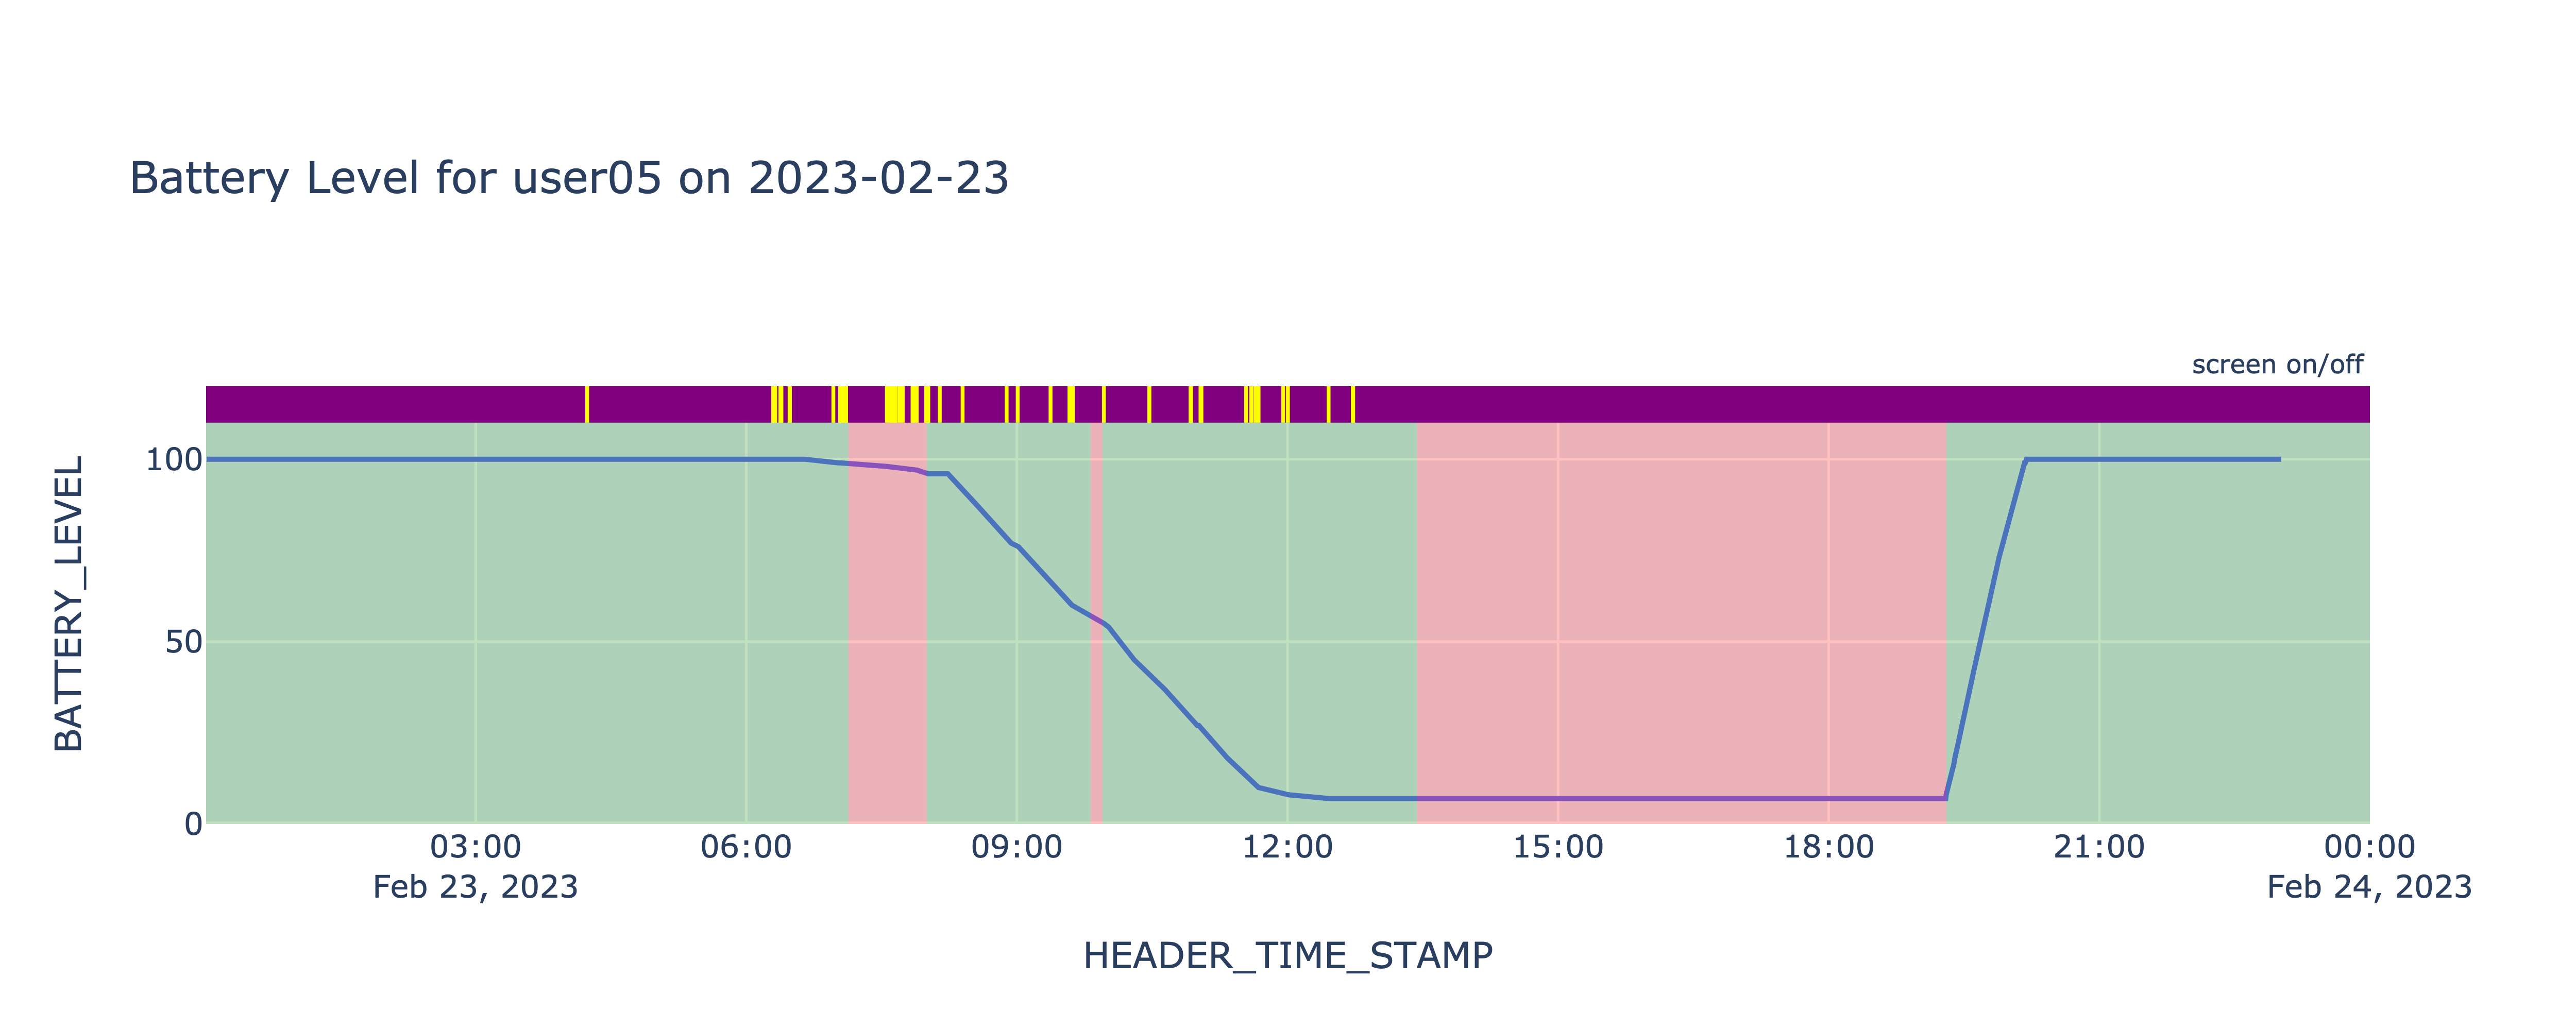 Battery Level for user05 on 2023-02-23
screen on/off
BATTERY_LEVEL
100
50
0
03:00 06:00 09:00 12:00 15:00 18:00 21:00 00:00
Feb 23, 2023 Feb 24, 2023
HEADER_TIME_STAMP